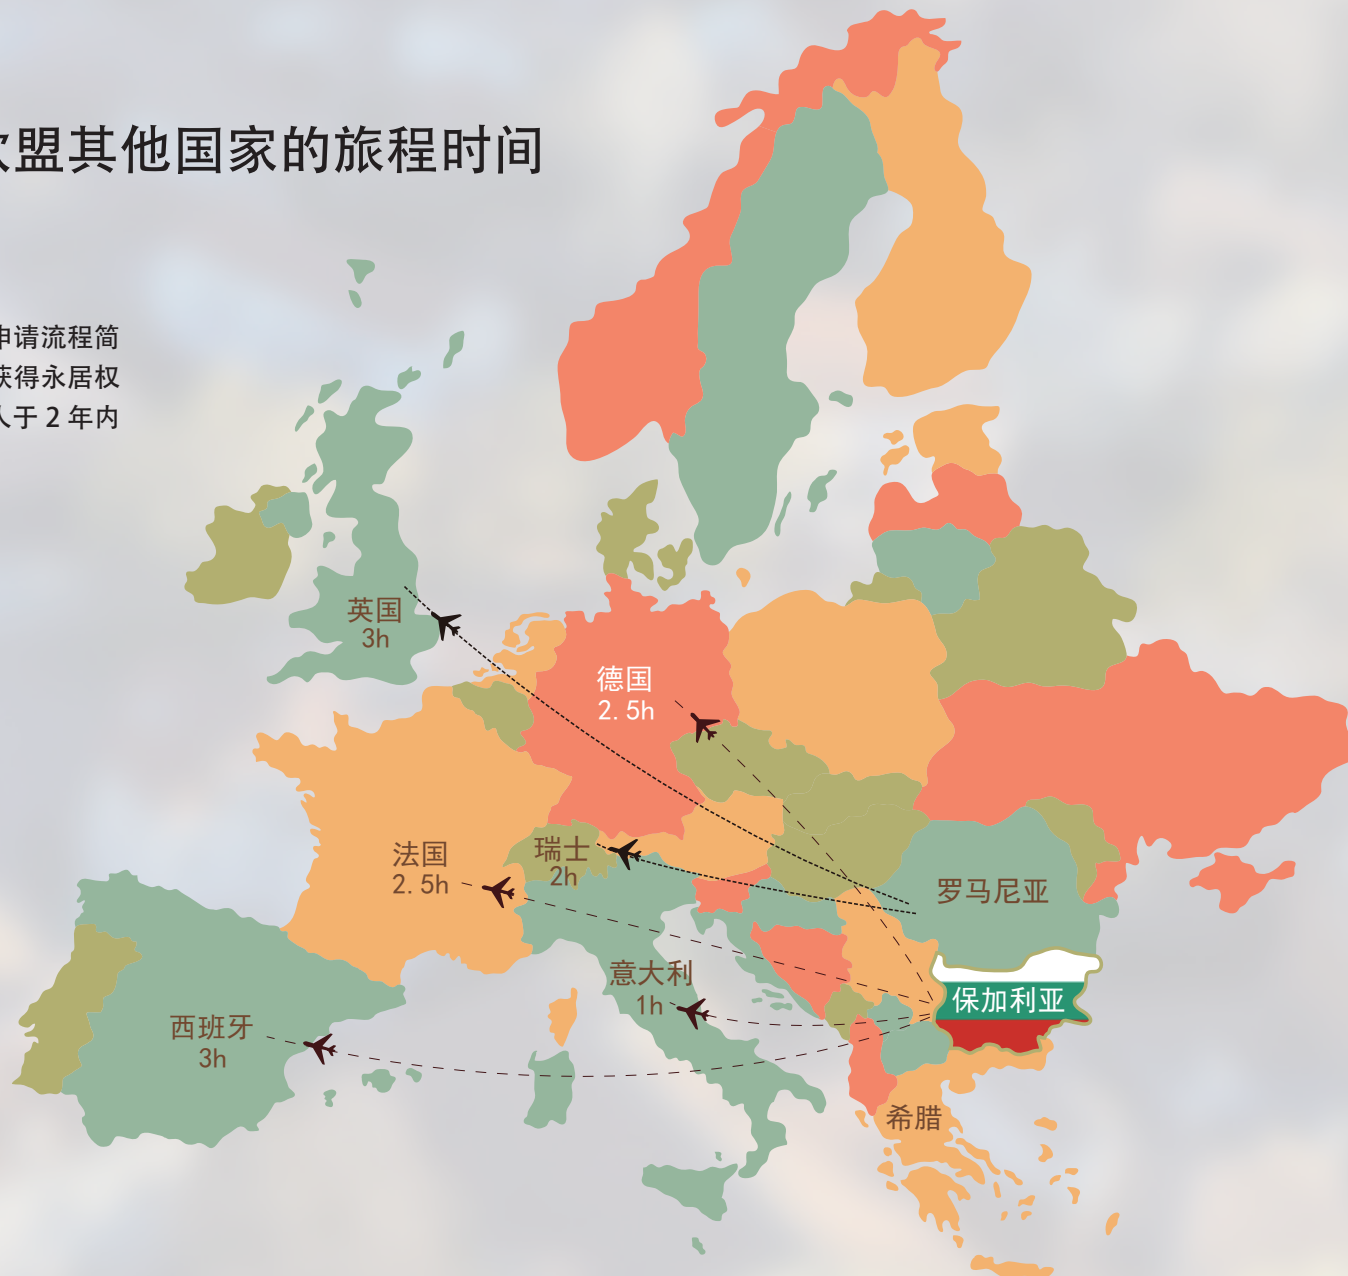 盟其他国家的旅程时间
申请流程简
获得永居权
人于 2 年内
英国
3h
德国
2.5h
法国
2.5h
瑞士
2h
罗马尼亚
意大利
1h
保加利亚
西班牙
3h
希腊